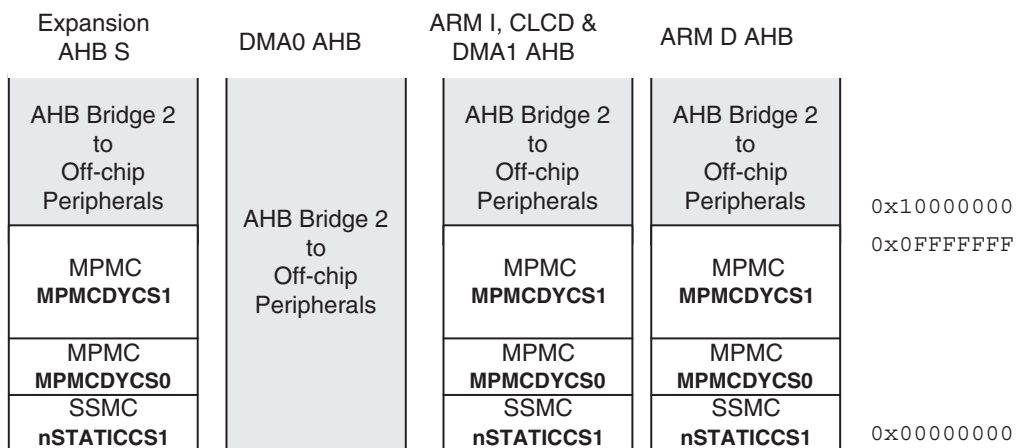 Expansion
AHB S
DMA0 AHB
ARM I, CLCD &
DMA1 AHB
ARM D AHB
AHB Bridge 2
to
Off-chip
Peripherals
MPMC
MPMCDYCS1
MPMC
MPMCDYCS0
SSMC
nSTATICCS1
AHB Bridge 2
to
Off-chip
Peripherals
AHB Bridge 2
to
Off-chip
Peripherals
MPMC
MPMCDYCS1
MPMC
MPMCDYCS0
SSMC
nSTATICCS1
AHB Bridge 2
to
Off-chip
Peripherals
MPMC
MPMCDYCS1
MPMC
MPMCDYCS0
SSMC
nSTATICCS1
0x10000000
0x0FFFFFFF
0x00000000